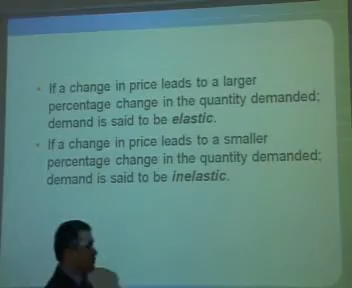 If a change in price leads to a larger
percentage change in the quantity demanded;
demand is said to be elastic.
If a change in price leads to a smaller
percentage change in the quantity demanded;
demand is said to be inelastic.